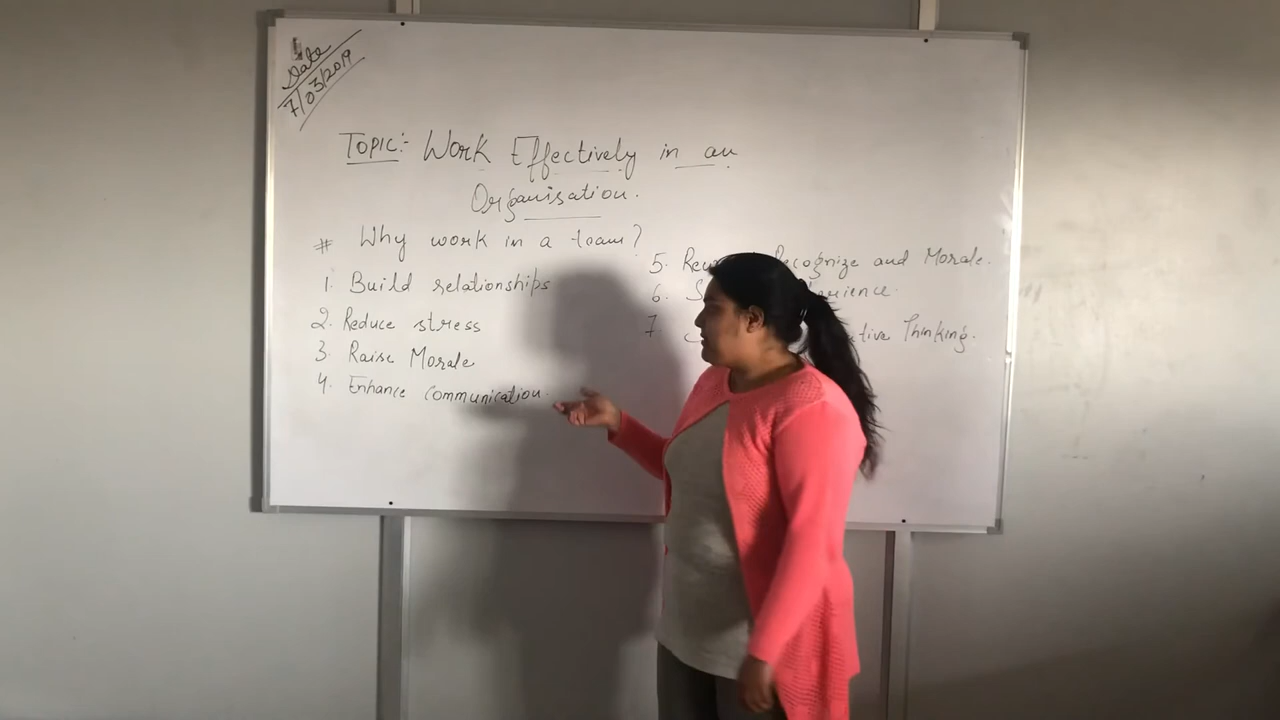 Date
7/03/2019
Topic:- Work Effectively in an
Organisation.
# Why work in a team?
1. Build relationships
2. Reduce stress
3. Raise Morale
4. Enhance communication.
5. Recognize and Morale.
6.
7. Thinking.